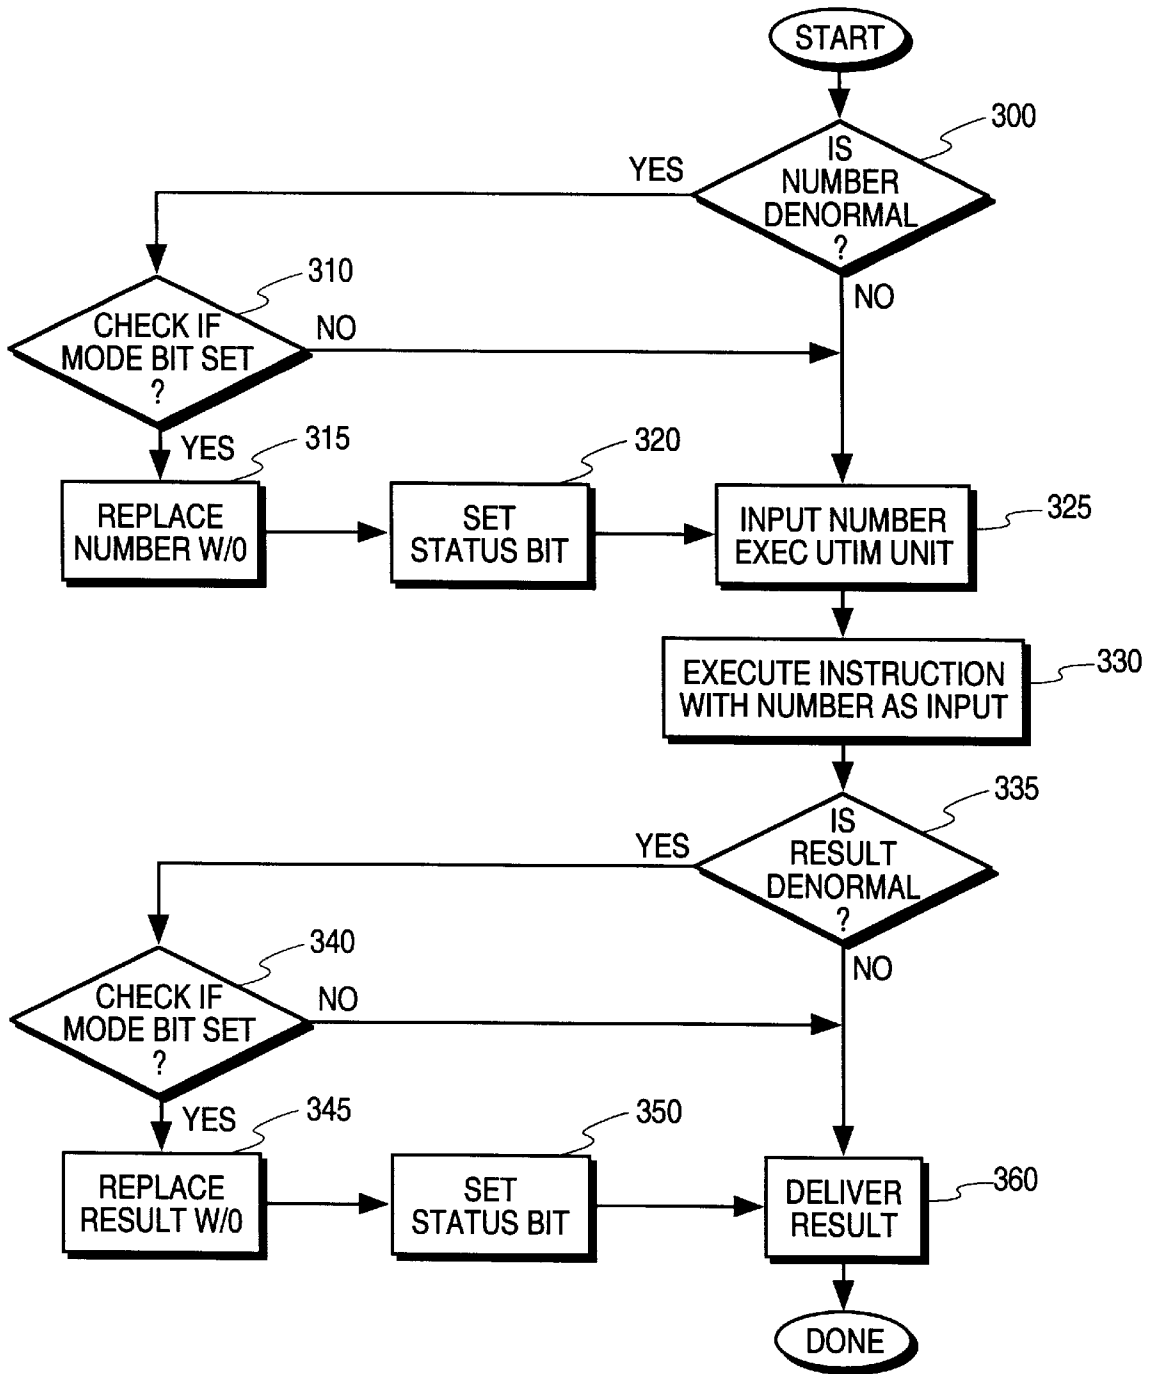 START
300
IS
NUMBER
DENORMAL
?
YES
NO
310
CHECK IF
MODE BIT SET
?
NO
YES
315
REPLACE
NUMBER W/0
320
SET
STATUS BIT
325
INPUT NUMBER
EXEC UTIM UNIT
330
EXECUTE INSTRUCTION
WITH NUMBER AS INPUT
335
IS
RESULT
DENORMAL
?
YES
NO
340
CHECK IF
MODE BIT SET
?
NO
YES
345
REPLACE
RESULT W/0
350
SET
STATUS BIT
360
DELIVER
RESULT
DONE